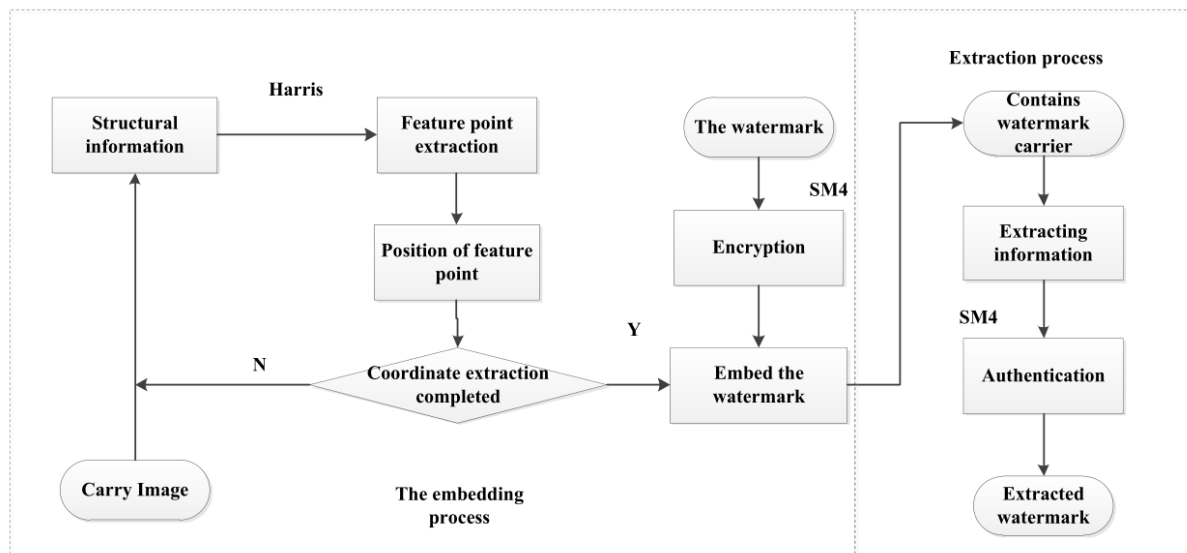 Harris
Structural
information
Feature point
extraction
Position of feature
point
N
Coordinate extraction
completed
Y
Carry Image
The embedding
process
The watermark
SM4
Encryption
Embed the
watermark
Extraction process
Contains
watermark
carrier
Extracting
information
SM4
Authentication
Extracted
watermark